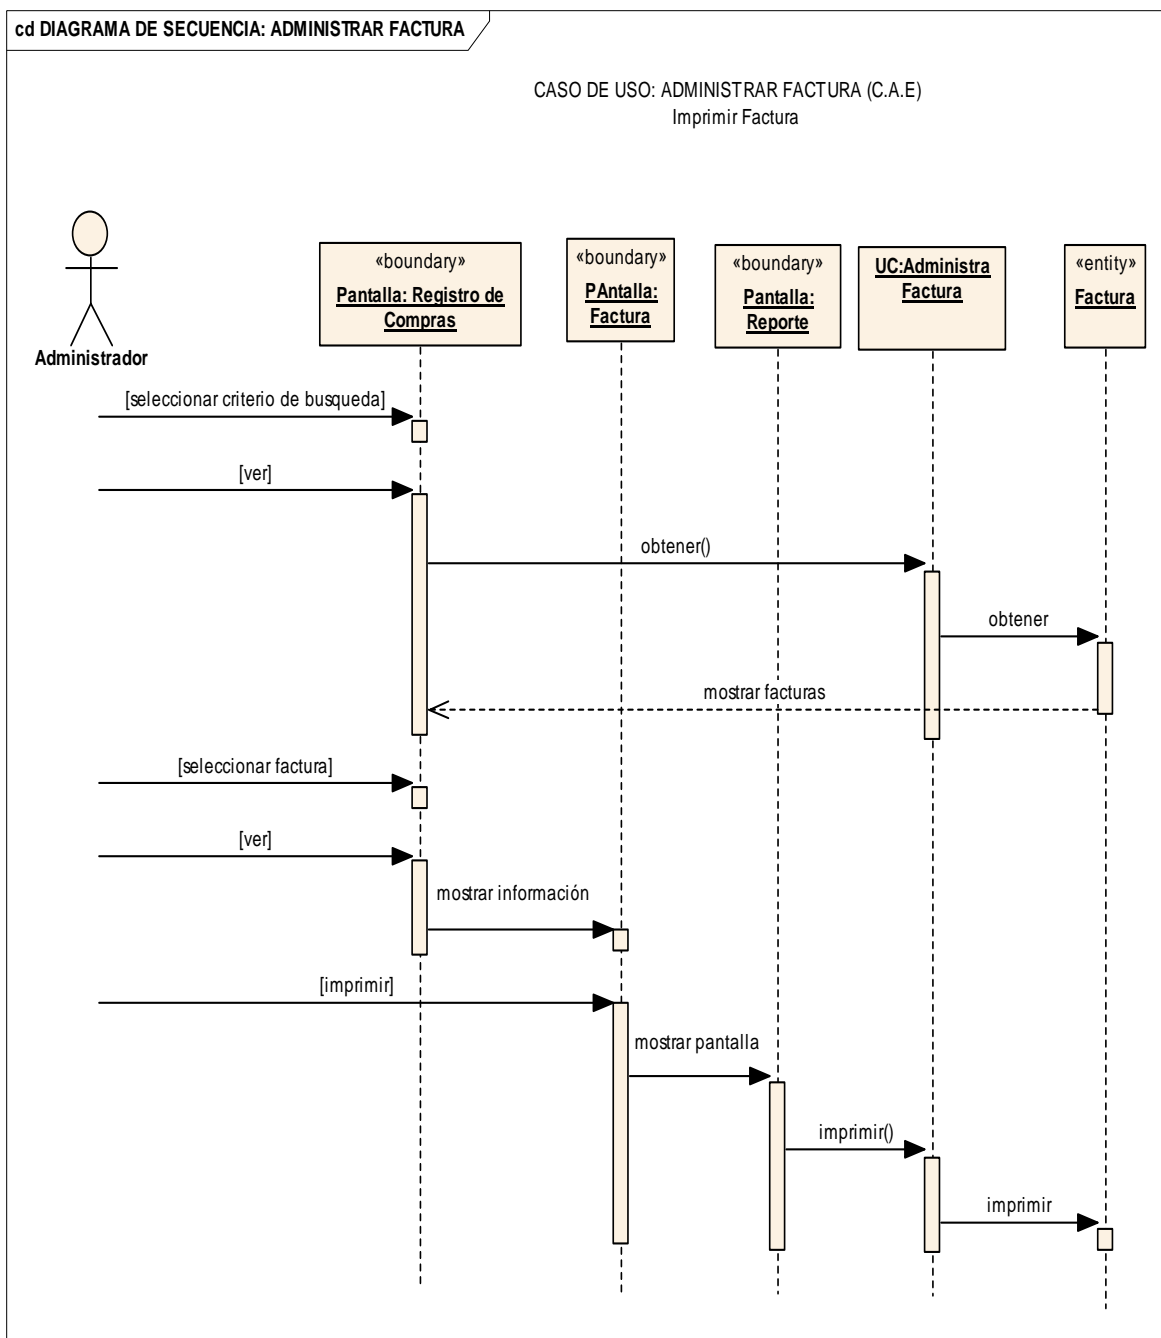 cd DIAGRAMA DE SECUENCIA: ADMINISTRAR FACTURA
CASO DE USO: ADMINISTRAR FACTURA (C.A.E)
Imprimir Factura
Administrador
«boundary»
Pantalla: Registro de
Compras
«boundary»
PAntalla:
Factura
«boundary»
Pantalla:
Reporte
UC:Administra
Factura
«entity»
Factura
[seleccionar criterio de busqueda]
[ver]
obtener()
obtener
mostrar facturas
[seleccionar factura]
[ver]
mostrar información
[imprimir]
mostrar pantalla
imprimir()
imprimir